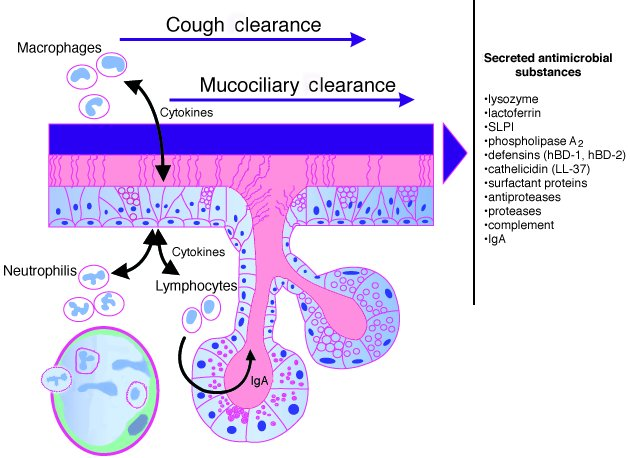 Cough clearance
Macrophages
Mucociliary clearance
Cytokines
Cytokines
Neutrophilis
Lymphocytes
IgA
Secreted antimicrobial
substances
•lysozyme
•lactoferrin
•SLPI
•phospholipase A2
•defensins (hBD-1, hBD-2)
•cathelicidin (LL-37)
•surfactant proteins
•antiproteases
•proteases
•complement
•IgA